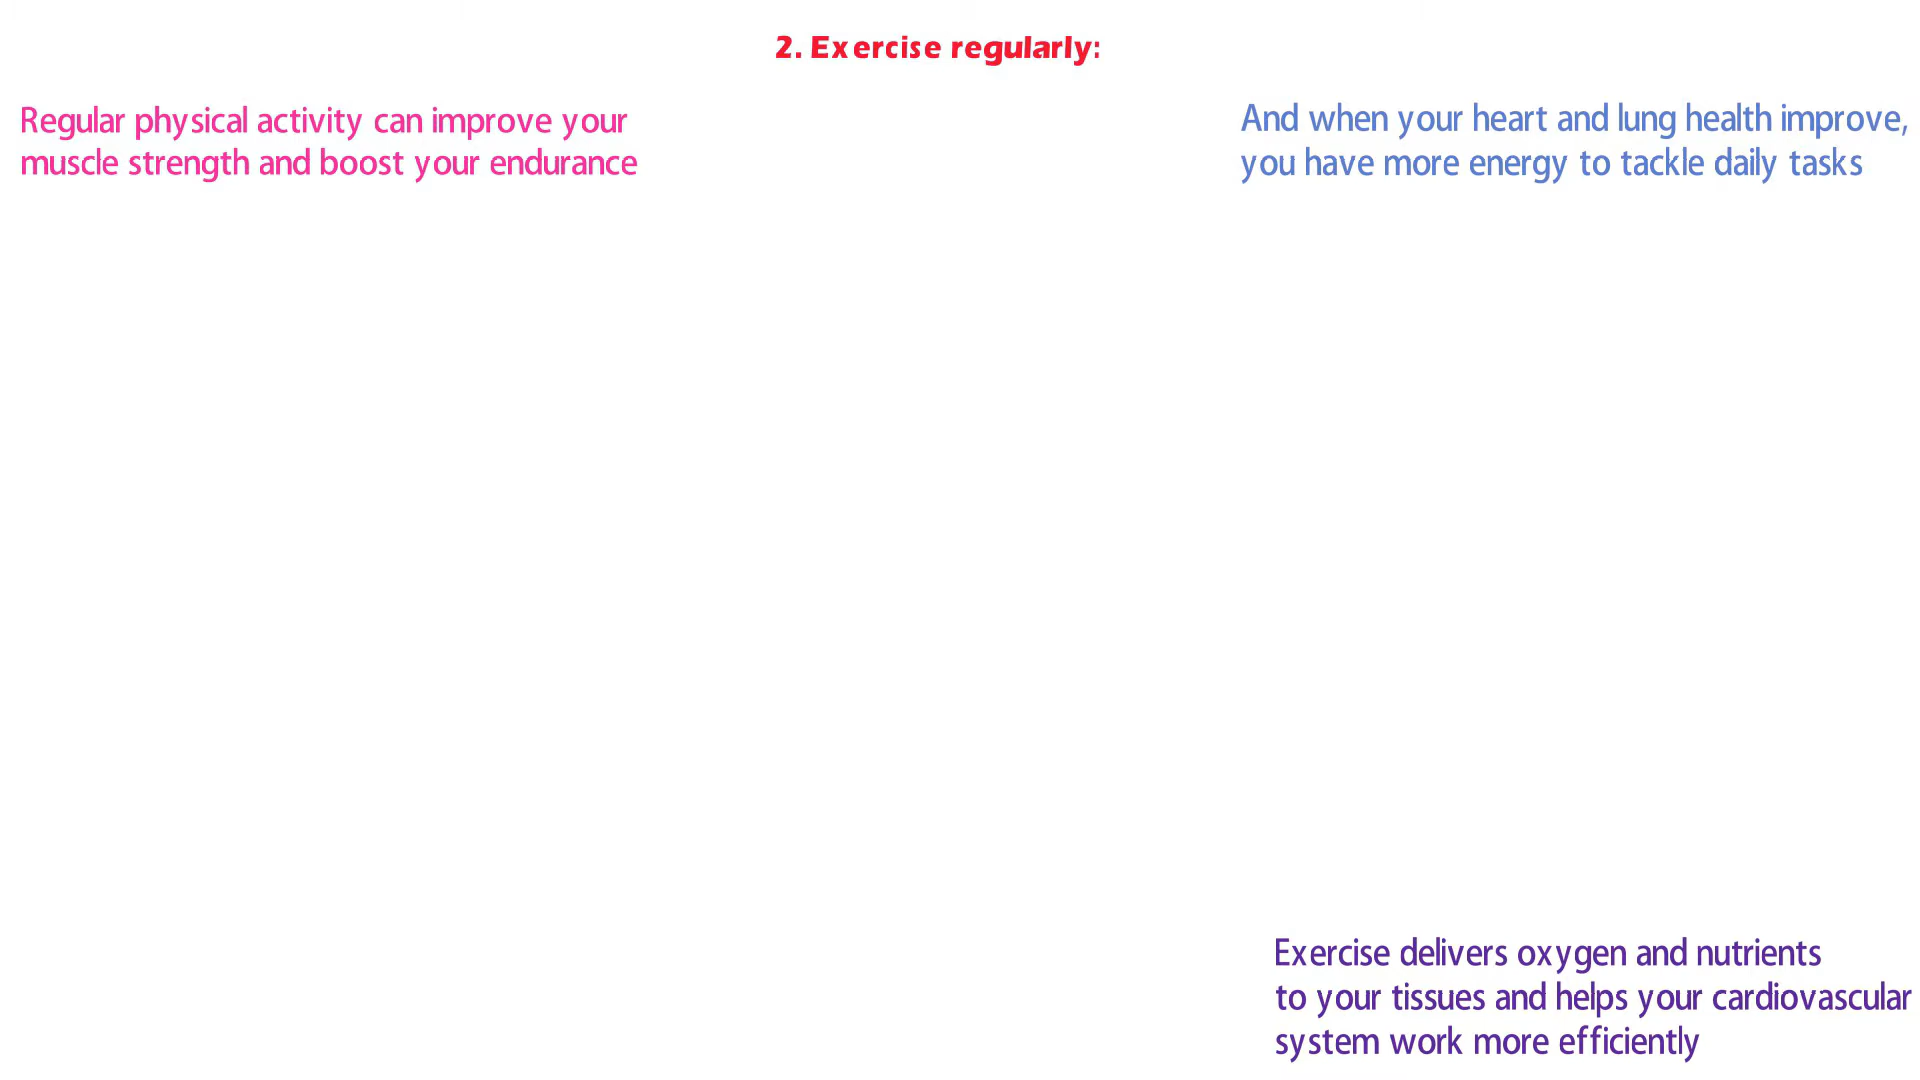 2. Exercise regularly:
Regular physical activity can improve your
muscle strength and boost your endurance
And when your heart and lung health improve,
you have more energy to tackle daily tasks
Exercise delivers oxygen and nutrients
to your tissues and helps your cardiovascular
system work more efficiently